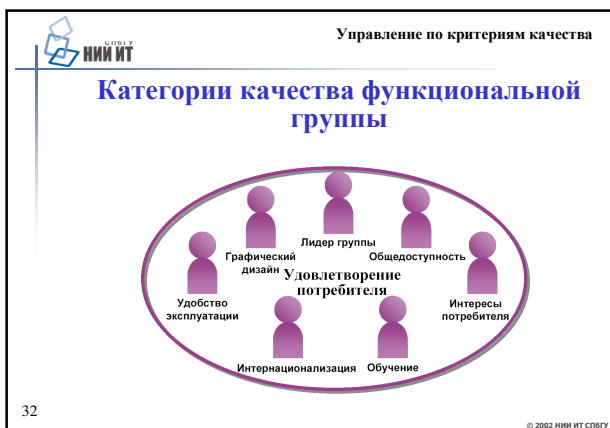 СПбГУ
НИИ ИТ
Управление по критериям качества
Категории качества функциональной
группы
Лидер группы
Графический
дизайн
Общедоступность
Удовлетворение
потребителя
Удобство
эксплуатации
Интересы
потребителя
Интернационализация
Обучение
32
© 2002 НИИ ИТ СПбГУ